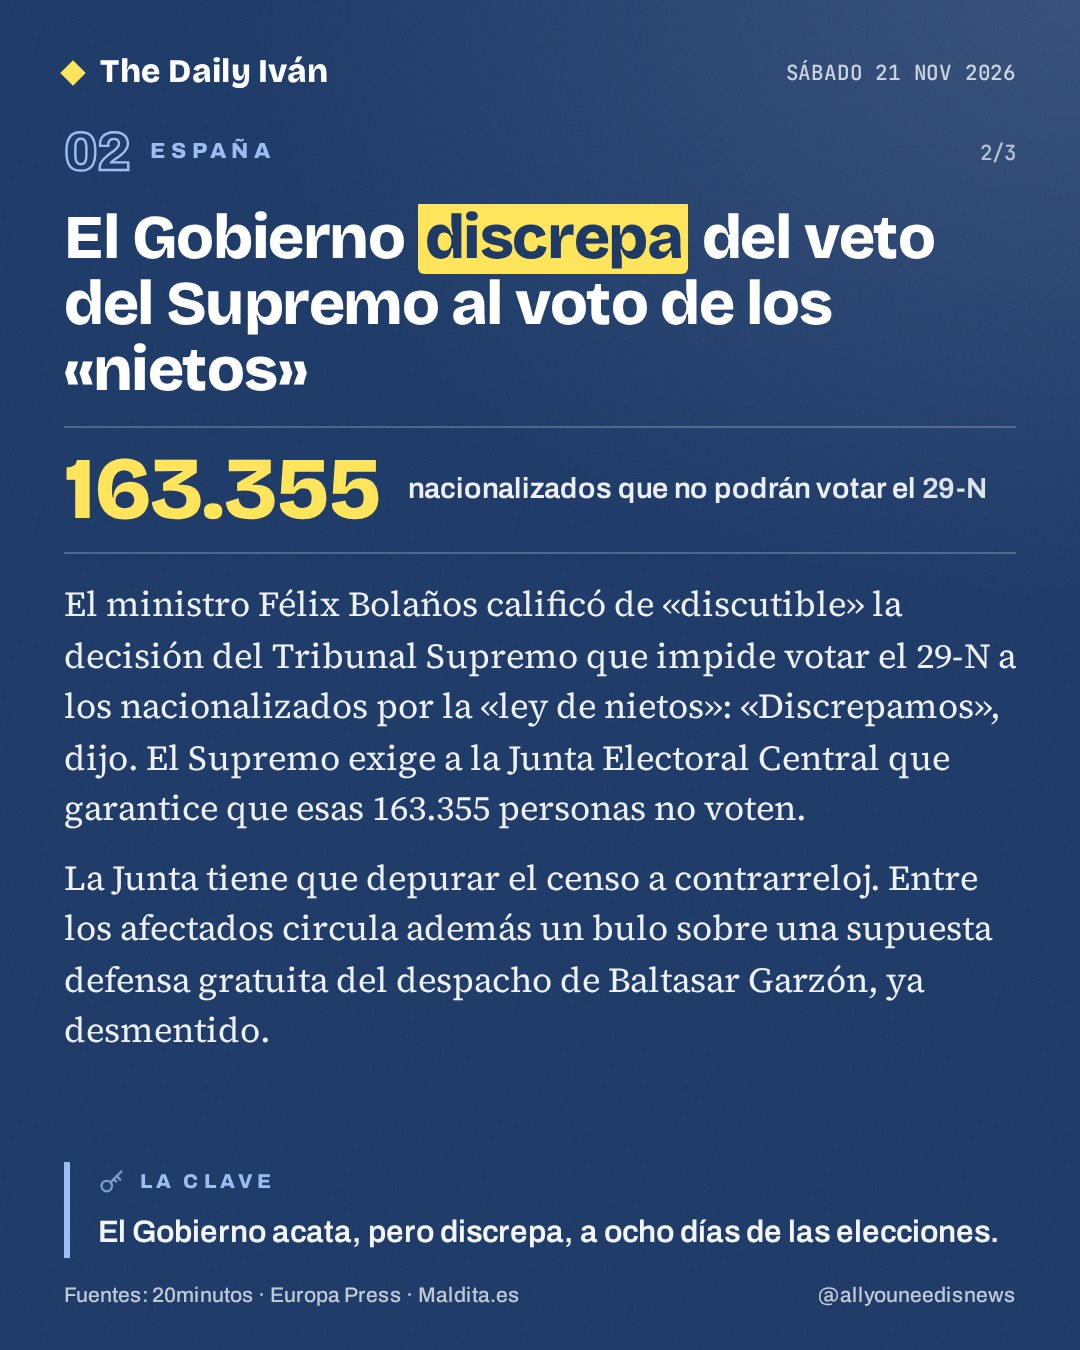 The Daily Iván
SÁBADO 21 NOV 2026
02 ESPAÑA
2/3
El Gobierno discrepa del veto
del Supremo al voto de los
«nietos»
163.355 nacionalizados que no podrán votar el 29-N
El ministro Félix Bolaños calificó de «discutible» la
decisión del Tribunal Supremo que impide votar el 29-N a
los nacionalizados por la «ley de nietos»: «Discrepamos»,
dijo. El Supremo exige a la Junta Electoral Central que
garantice que esas 163.355 personas no voten.
La Junta tiene que depurar el censo a contrarreloj. Entre
los afectados circula además un bulo sobre una supuesta
defensa gratuita del despacho de Baltasar Garzón, ya
desmentido.
LA CLAVE
El Gobierno acata, pero discrepa, a ocho días de las elecciones.
Fuentes: 20minutos · Europa Press · Maldita.es
@allyouneedisnews